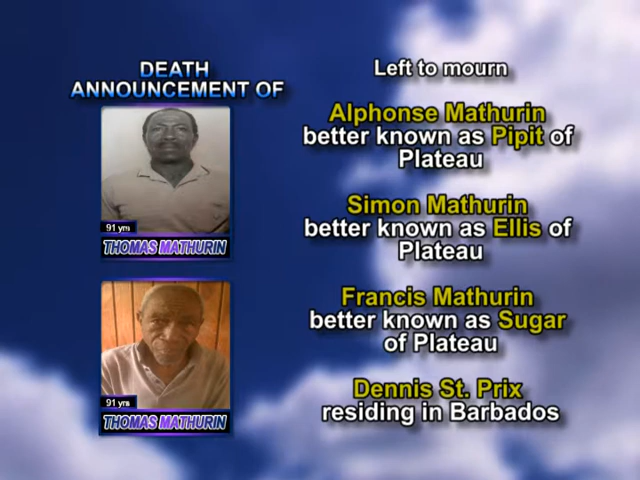 DEATH
ANNOUNCEMENT OF
91 yrs
THOMAS MATHURIN
91 yrs
THOMAS MATHURIN
Left to mourn
Alphonse Mathurin
better known as Pipit of
Plateau
Simon Mathurin
better known as Ellis of
Plateau
Francis Mathurin
better known as Sugar
of Plateau
Dennis St. Prix
residing in Barbados